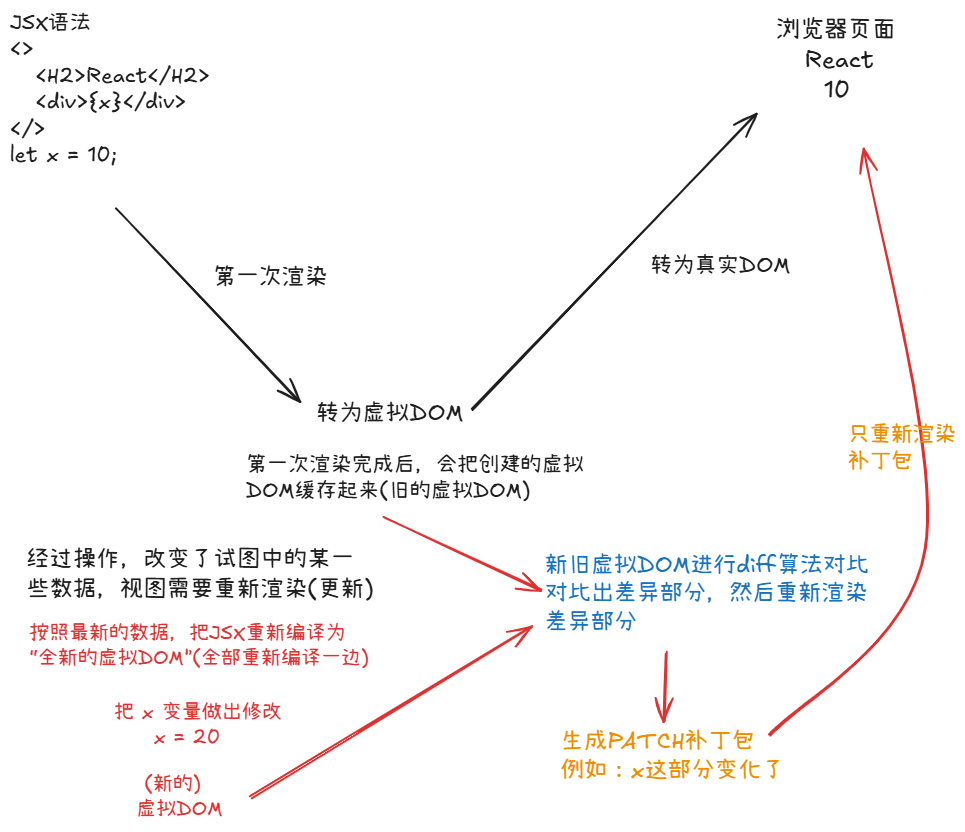 JSX语法
<>
<H2>React</H2>
<div>{x}</div>
</>
let x = 10;
浏览器页面
React
10
第一次渲染
转为真实DOM
转为虚拟DOM
第一次渲染完成后，会把创建的虚拟
DOM缓存起来(旧的虚拟DOM)
只重新渲染
补丁包
经过操作，改变了试图中的某一
些数据，视图需要重新渲染(更新)
新旧虚拟DOM进行diff算法对比
对比出差异部分，然后重新渲染
差异部分
按照最新的数据，把JSX重新编译为
"全新的虚拟DOM"(全部重新编译一边)
把 x 变量做出修改
x = 20
生成PATCH补丁包
例如：x这部分变化了
(新的)
虚拟DOM